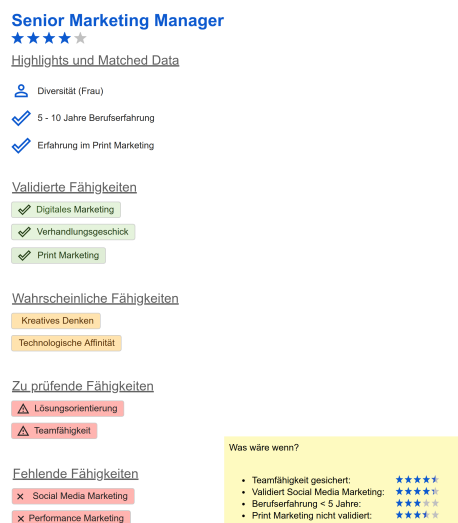 Senior Marketing Manager
Highlights und Matched Data
Diversität (Frau)
5 - 10 Jahre Berufserfahrung
Erfahrung im Print Marketing
Validierte Fähigkeiten
Digitales Marketing
Verhandlungsgeschick
Print Marketing
Wahrscheinliche Fähigkeiten
Kreatives Denken
Technologische Affinität
Zu prüfende Fähigkeiten
Lösungsorientierung
Teamfähigkeit
Fehlende Fähigkeiten
Social Media Marketing
Performance Marketing
Was wäre wenn?
Teamfähigkeit gesichert:
Validiert Social Media Marketing:
Berufserfahrung < 5 Jahre:
Print Marketing nicht validiert: